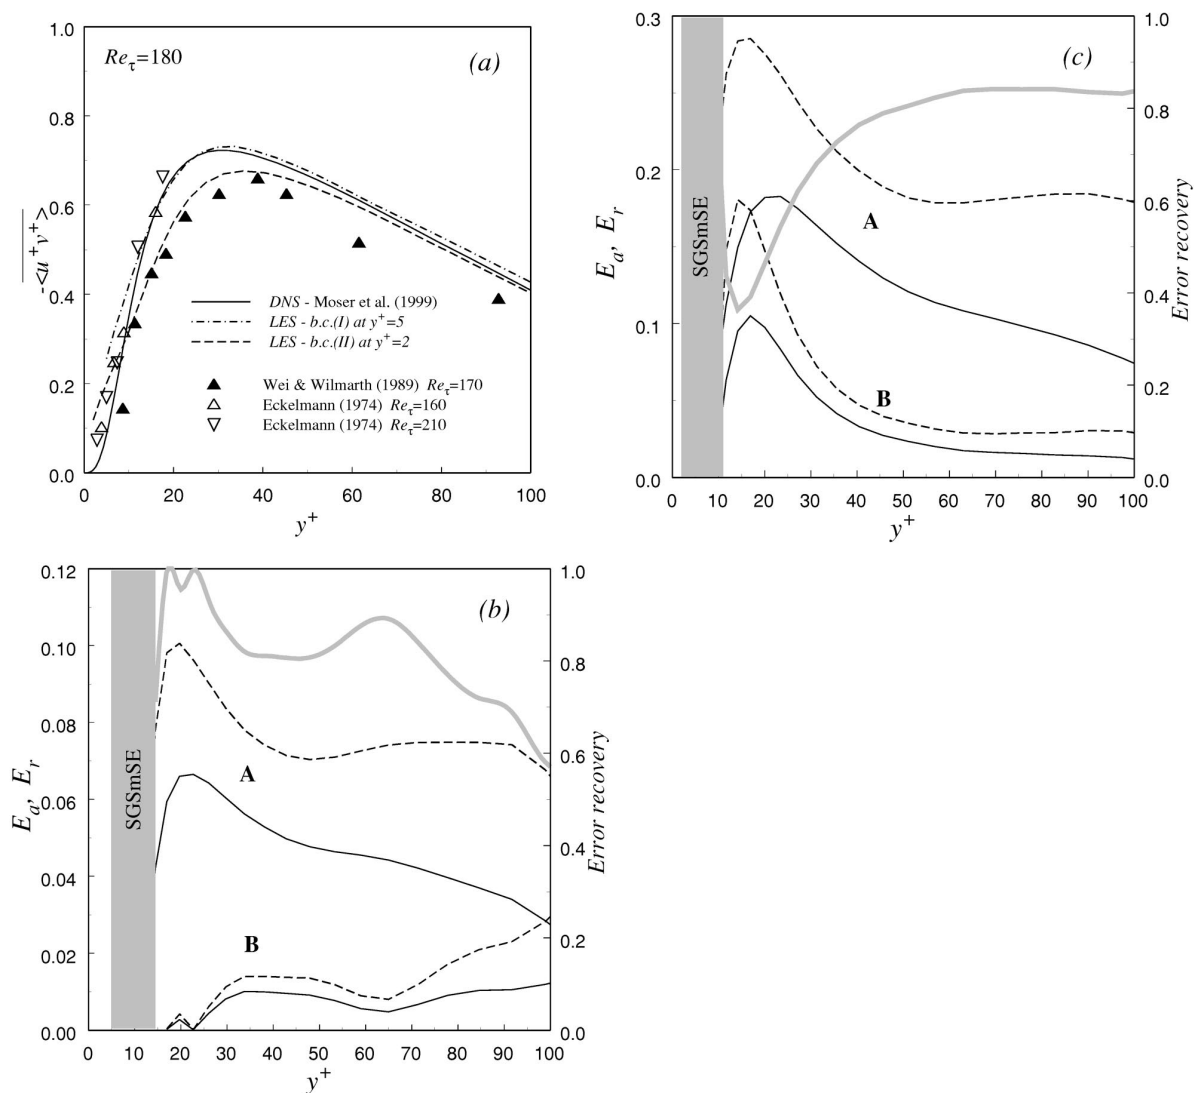 1.0
0.8
0.6
0.4
0.2
0.0
-<u⁺v⁺>
Re_τ=180
(a)
DNS - Moser et al. (1999)
LES - b.c.(I) at y⁺=5
LES - b.c.(II) at y⁺=2
Wei & Wilmarth (1989) Re_τ=170
Eckelmann (1974) Re_τ=160
Eckelmann (1974) Re_τ=210
0 20 40 60 80 100
y⁺
0.3
0.2
0.1
0.0
E_a, E_r
SGSmSE
(c)
A
B
1.0
0.8
0.6
0.4
0.2
0.0
Error recovery
0 10 20 30 40 50 60 70 80 90 100
y⁺
0.12
0.10
0.08
0.06
0.04
0.02
0.00
E_a, E_r
SGSmSE
(b)
A
B
1.0
0.8
0.6
0.4
0.2
0.0
Error recovery
0 10 20 30 40 50 60 70 80 90 100
y⁺